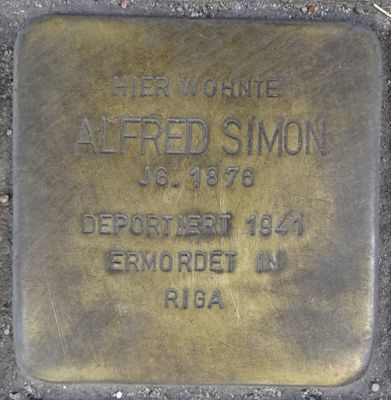 HIER WOHNTE
ALFRED SIMON
JG. 1876
DEPORTIERT 1941
ERMORDET IN
RIGA